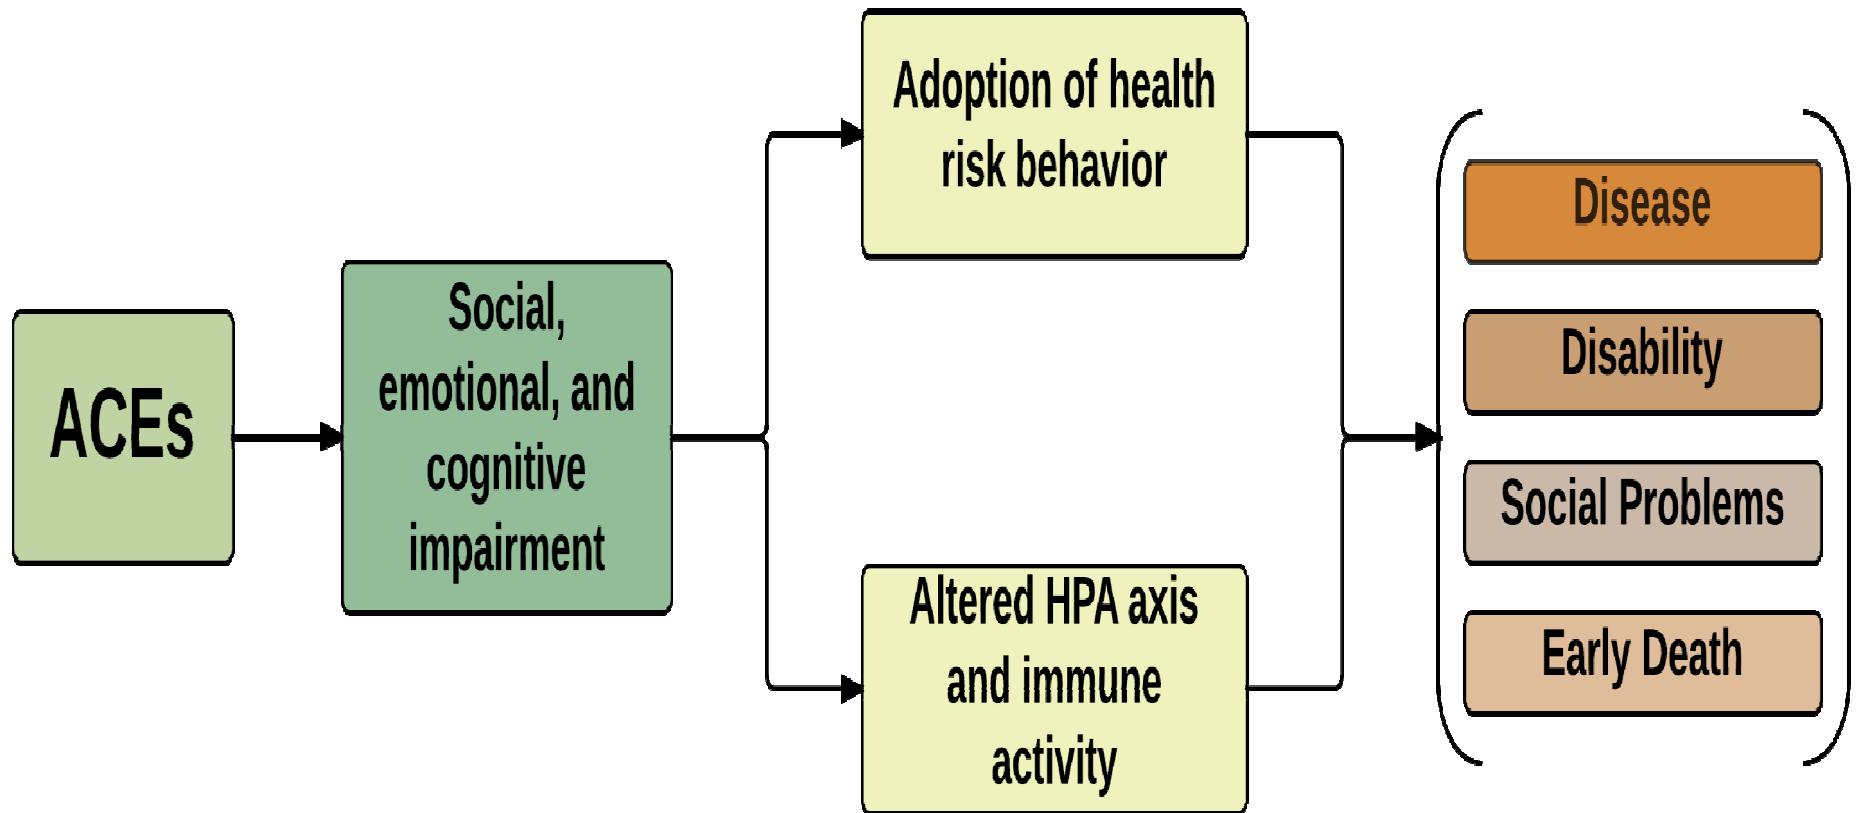 ACEs
Social,
emotional, and
cognitive
impairment
Adoption of health
risk behavior
Altered HPA axis
and immune
activity
Disease
Disability
Social Problems
Early Death